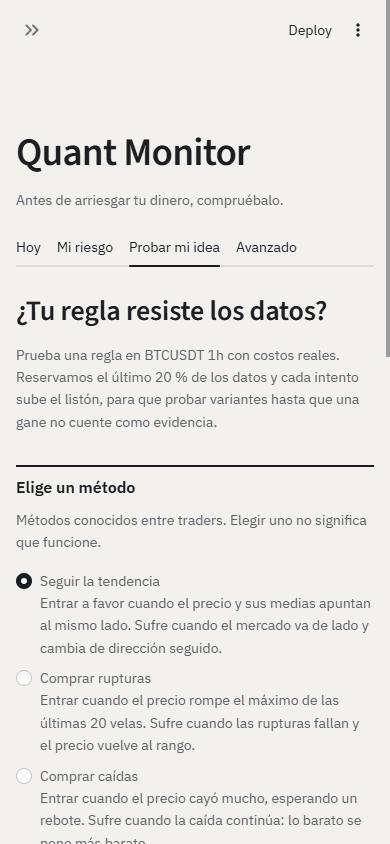 Deploy
Quant Monitor
Antes de arriesgar tu dinero, compruébalo.
Hoy Mi riesgo Probar mi idea Avanzado
¿Tu regla resiste los datos?
Prueba una regla en BTCUSDT 1h con costos reales.
Reservamos el último 20 % de los datos y cada intento
sube el listón, para que probar variantes hasta que una
gane no cuente como evidencia.
Elige un método
Métodos conocidos entre traders. Elegir uno no significa
que funcione.
Seguir la tendencia
Entrar a favor cuando el precio y sus medias apuntan
al mismo lado. Sufre cuando el mercado va de lado y
cambia de dirección seguido.
Comprar rupturas
Entrar cuando el precio rompe el máximo de las
últimas 20 velas. Sufre cuando las rupturas fallan y
el precio vuelve al rango.
Comprar caídas
Entrar cuando el precio cayó mucho, esperando un
rebote. Sufre cuando la caída continúa: lo barato se
pone más barato.